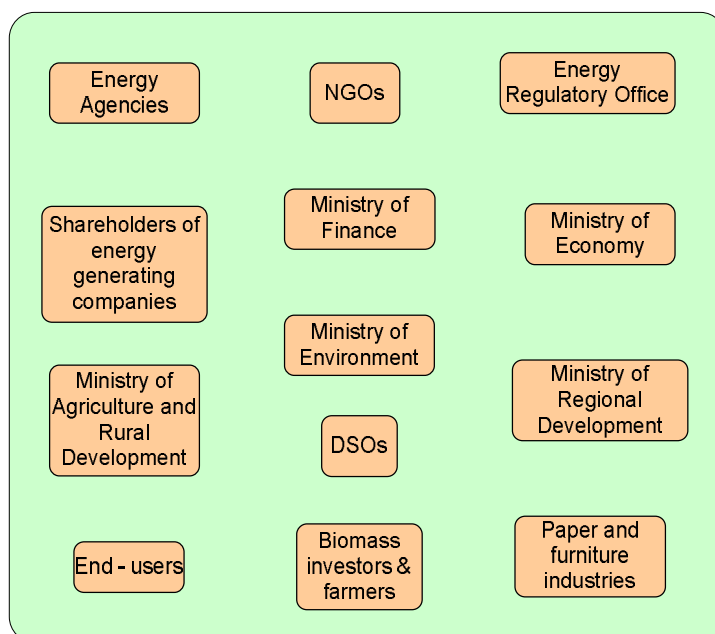 Energy
Agencies
NGOs
Energy
Regulatory Office
Shareholders of
energy
generating
companies
Ministry of
Finance
Ministry of
Economy
Ministry of
Environment
Ministry of
Agriculture and
Rural
Development
Ministry of
Regional
Development
DSOs
End - users
Biomass
investors &
farmers
Paper and
furniture
industries